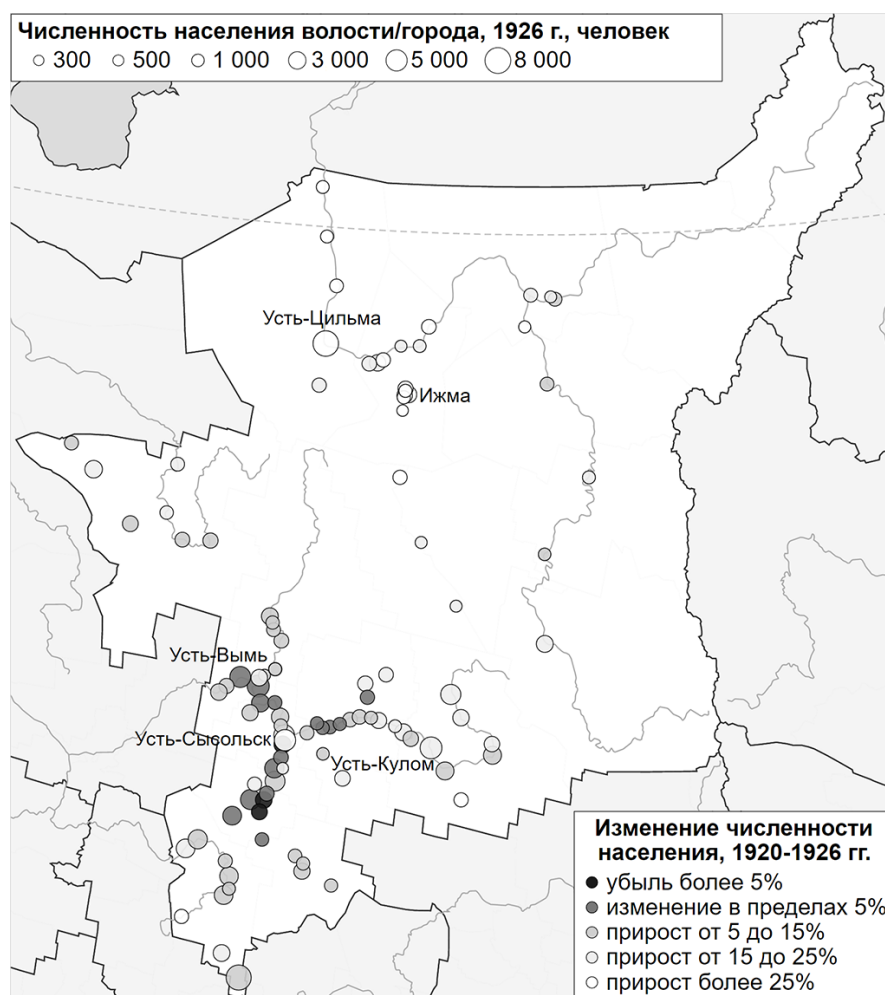 Численность населения волости/города, 1926 г., человек
300 500 1 000 3 000 5 000 8 000
Усть-Цильма
Ижма
Усть-Вымь
Усть-Сысольск
Усть-Кулом
Изменение численности
населения, 1920-1926 гг.
убыль более 5%
изменение в пределах 5%
прирост от 5 до 15%
прирост от 15 до 25%
прирост более 25%